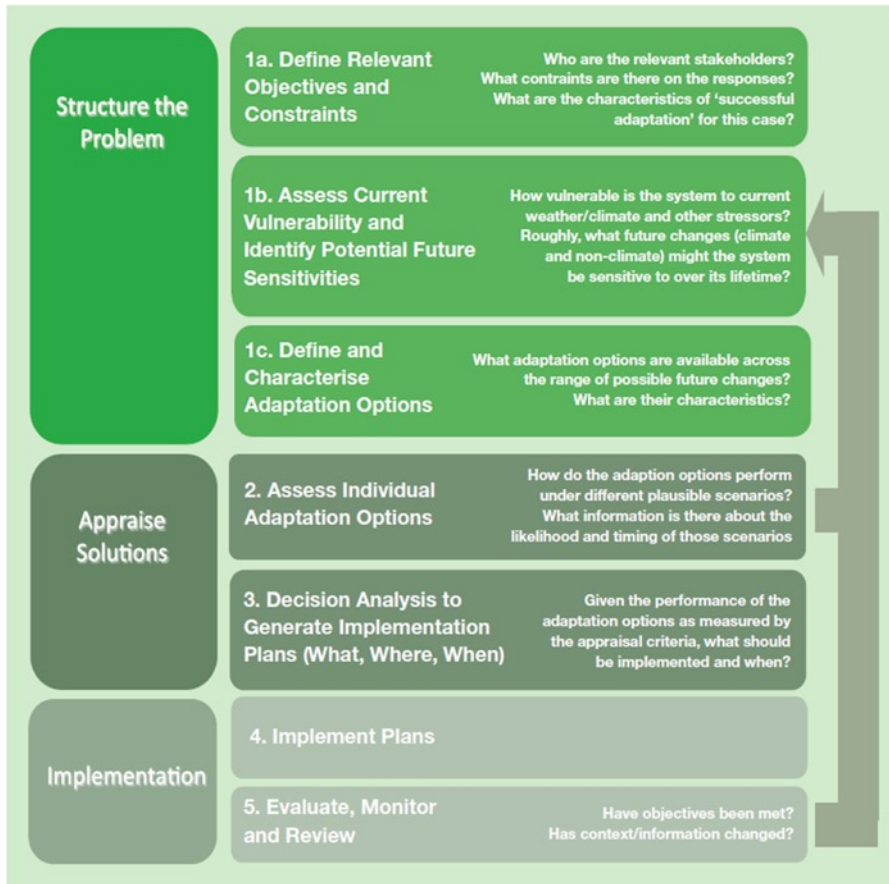 Structure the
Problem
1a. Define Relevant
Objectives and
Constraints
Who are the relevant stakeholders?
What contraints are there on the responses?
What are the characteristics of ‘successful
adaptation’ for this case?
1b. Assess Current
Vulnerability and
Identify Potential Future
Sensitivities
How vulnerable is the system to current
weather/climate and other stressors?
Roughly, what future changes (climate
and non-climate) might the system
be sensitive to over its lifetime?
1c. Define and
Characterise
Adaptation Options
What adaptation options are available across
the range of possible future changes?
What are their characteristics?
Appraise
Solutions
2. Assess Individual
Adaptation Options
How do the adaption options perform
under different plausible scenarios?
What information is there about the
likelihood and timing of those scenarios
3. Decision Analysis to
Generate Implementation
Plans (What, Where, When)
Given the performance of the
adaptation options as measured by
the appraisal criteria, what should
be implemented and when?
Implementation
4. Implement Plans
5. Evaluate, Monitor
and Review
Have objectives been met?
Has context/information changed?